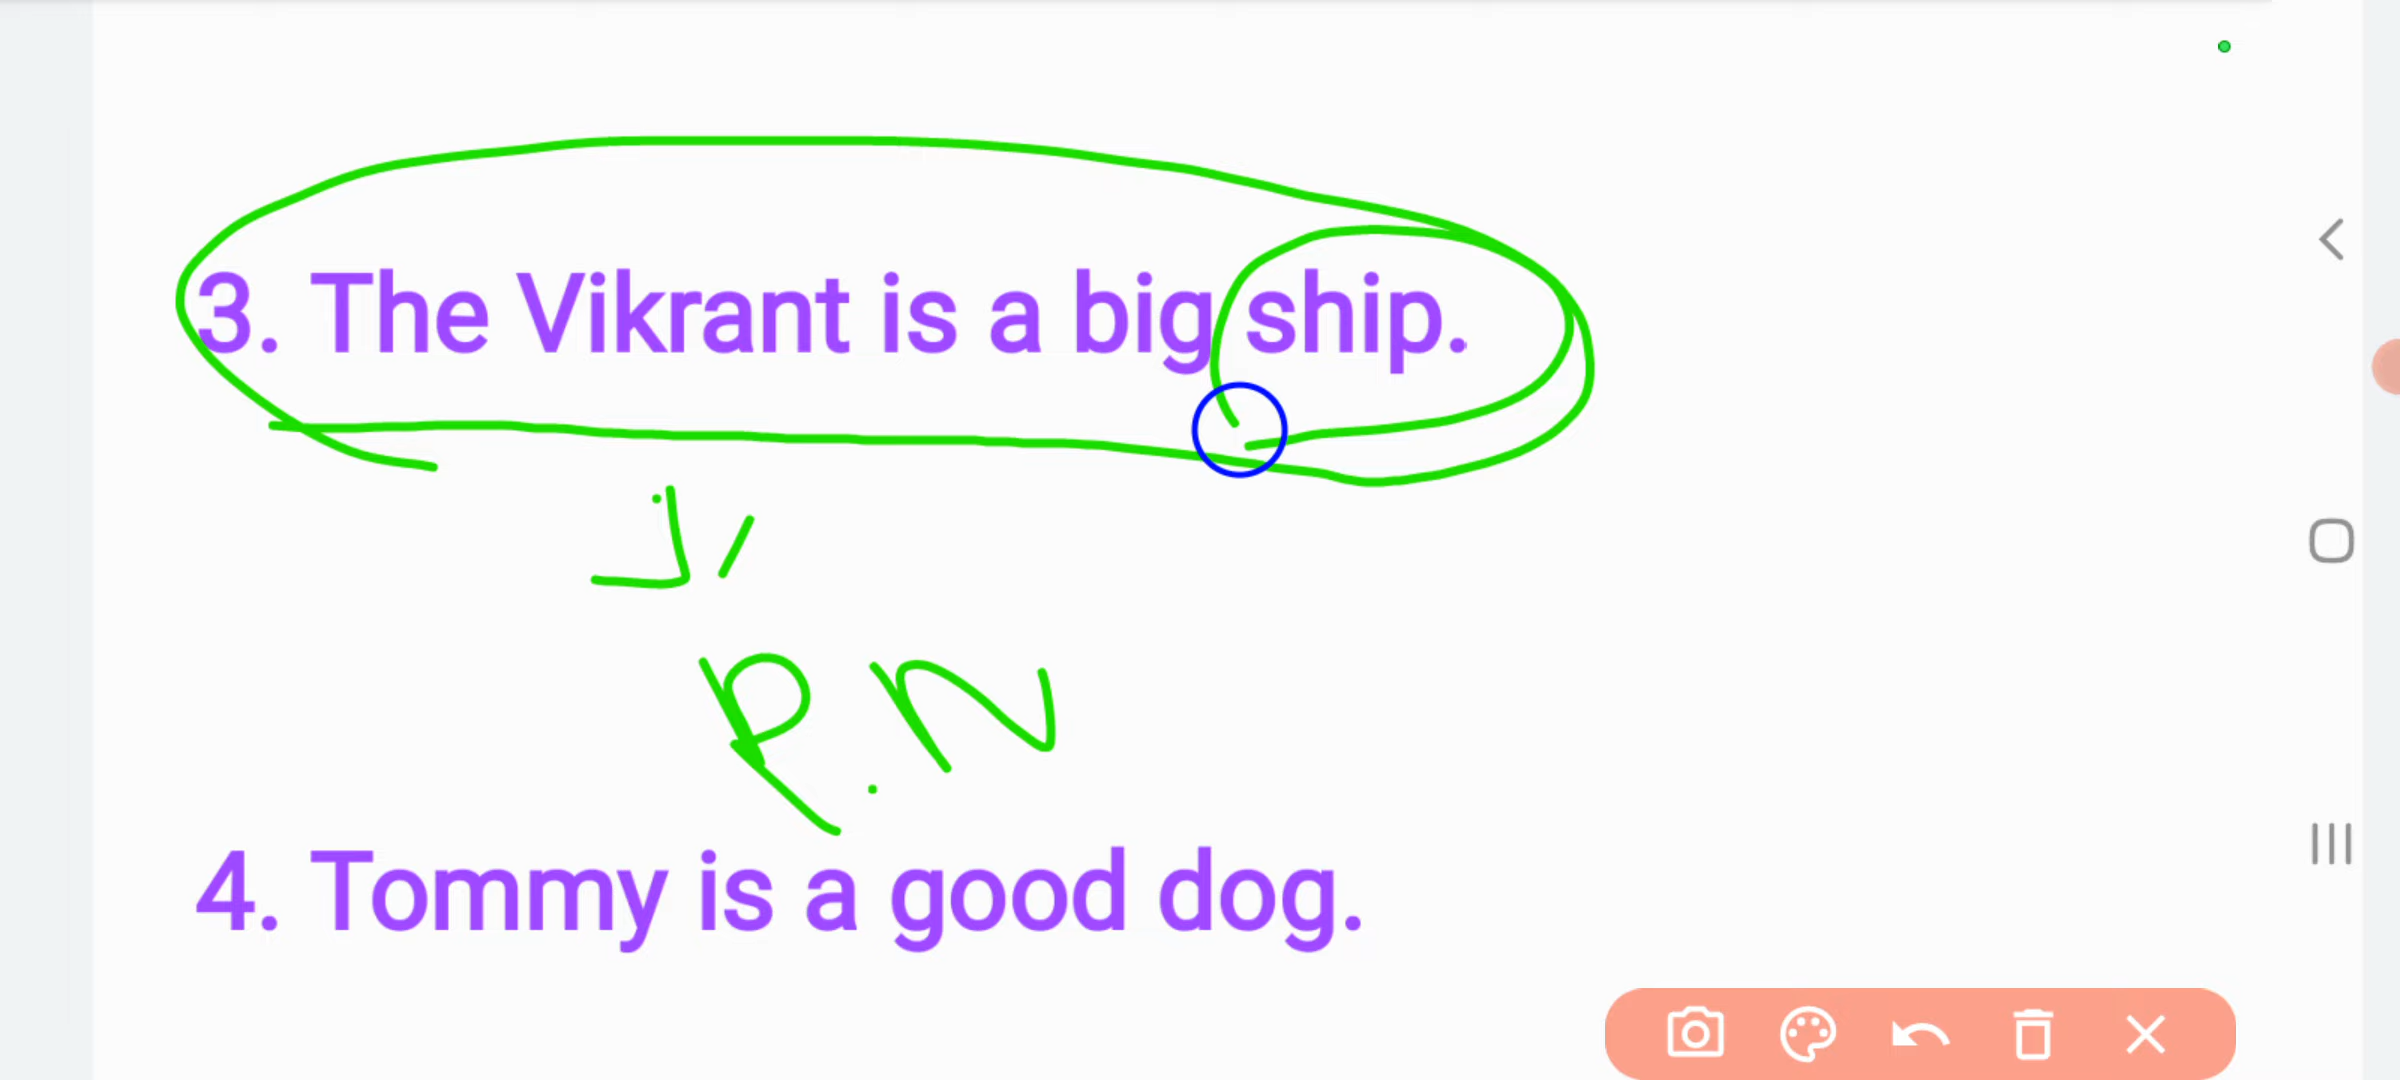 3. The Vikrant is a big ship.
P.N
4. Tommy is a good dog.